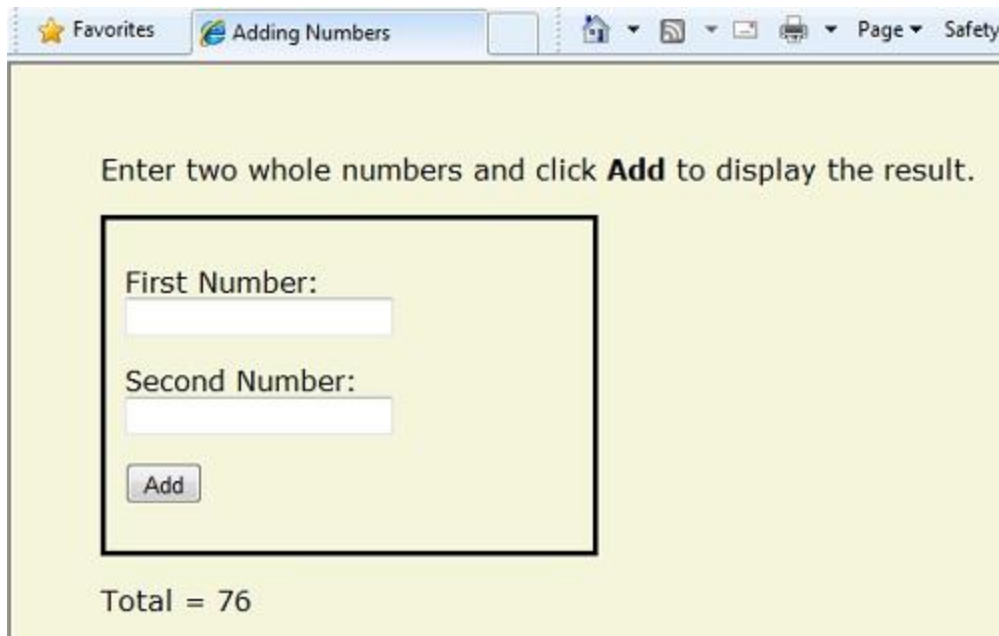 Favorites
Adding Numbers
Page
Safety
Enter two whole numbers and click Add to display the result.
First Number:
Second Number:
Add
Total = 76